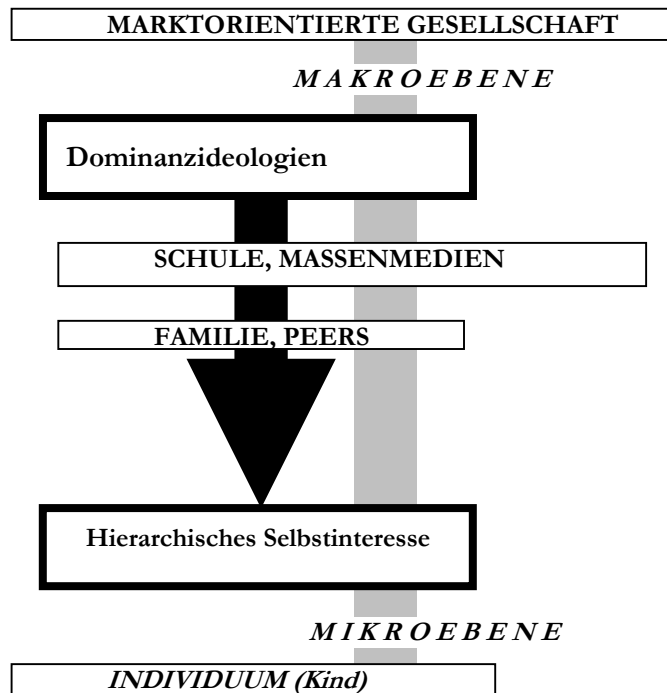 MARKTORIENTIERTE GESELLSCHAFT
MAKROEBENE
Dominanzideologien
SCHULE, MASSENMEDIEN
FAMILIE, PEERS
Hierarchisches Selbstinteresse
MIKROEBENE
INDIVIDUUM (Kind)